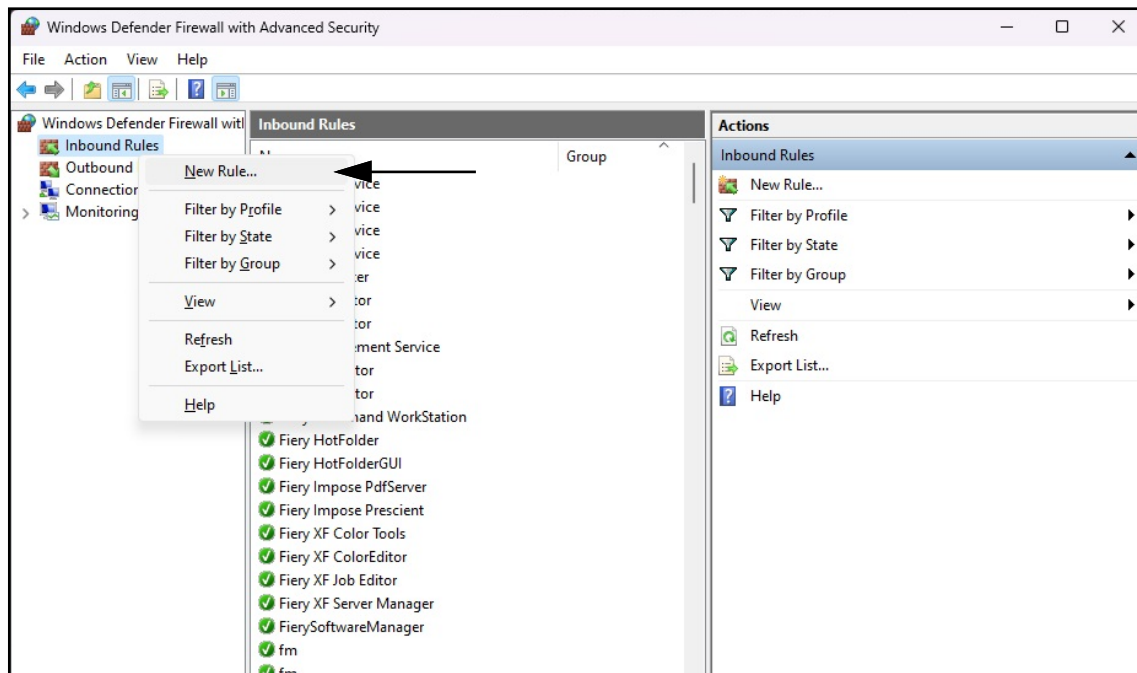 Windows Defender Firewall with Advanced Security
File Action View Help
Windows Defender Firewall witl
Inbound Rules
Outbound
Connection
Monitoring
New Rule...
Filter by Profile
Filter by State
Filter by Group
View
Refresh
Export List...
Help
Inbound Rules
Group
vice
vice
vice
vice
ter
tor
tor
ement Service
tor
tor
hand WorkStation
Fiery HotFolder
Fiery HotFolderGUI
Fiery Impose PdfServer
Fiery Impose Prescient
Fiery XF Color Tools
Fiery XF ColorEditor
Fiery XF Job Editor
Fiery XF Server Manager
FierySoftwareManager
fm
fm
Actions
Inbound Rules
New Rule...
Filter by Profile
Filter by State
Filter by Group
View
Refresh
Export List...
Help